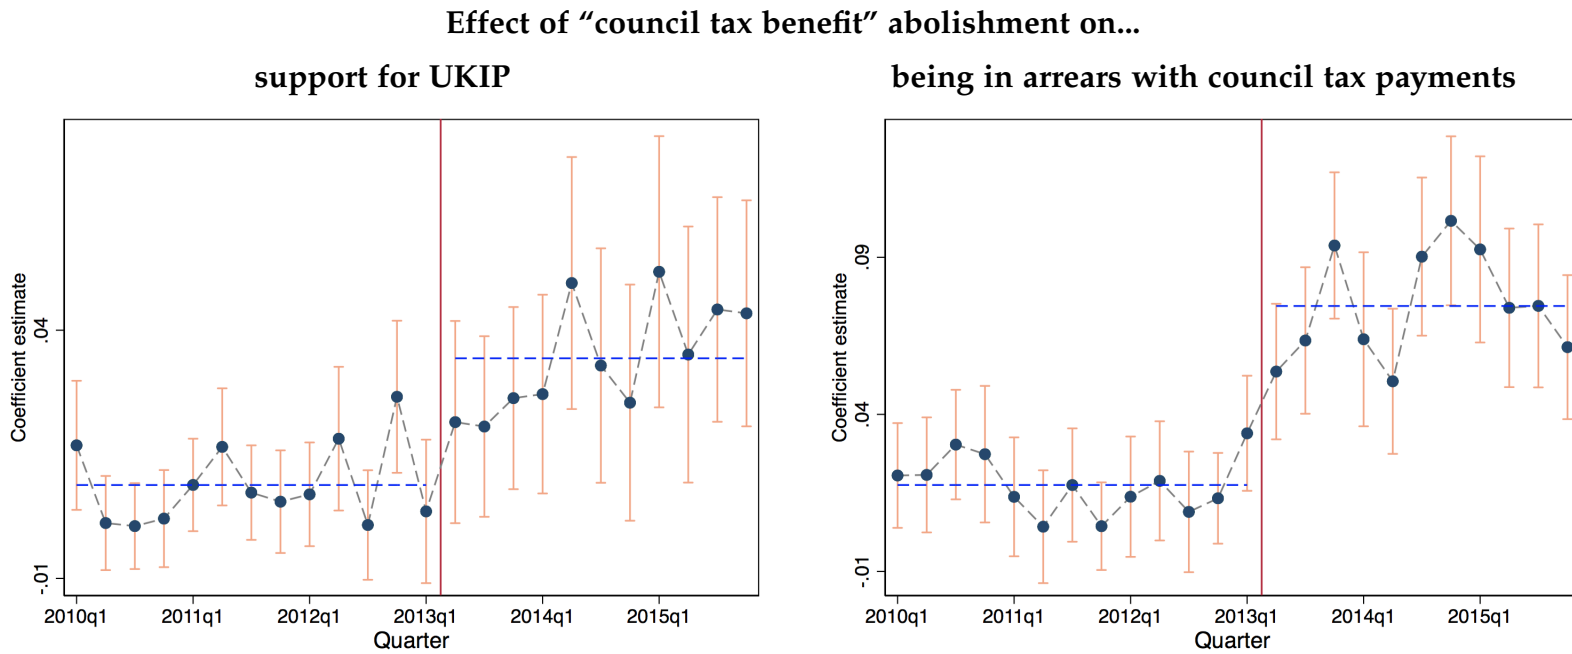 Effect of “council tax benefit” abolishment on...
support for UKIP
being in arrears with council tax payments
Coefficient estimate
.04
-.01
2010q1 2011q1 2012q1 2013q1 2014q1 2015q1
Quarter
Coefficient estimate
.09
.04
-.01
2010q1 2011q1 2012q1 2013q1 2014q1 2015q1
Quarter